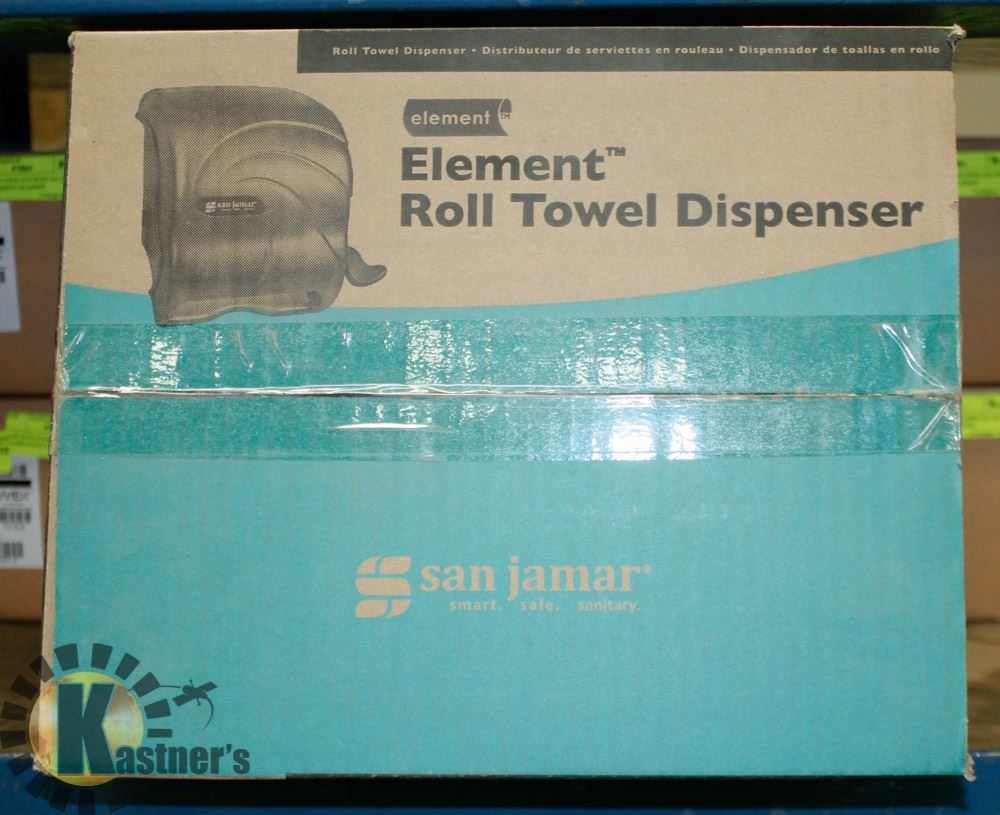 Roll Towel Dispenser • Distributeur de serviettes en rouleau • Dispensador de toallas en rollo
element™
Element™
Roll Towel Dispenser
san jamar
san jamar®
smart. safe. sanitary.
Kastner's